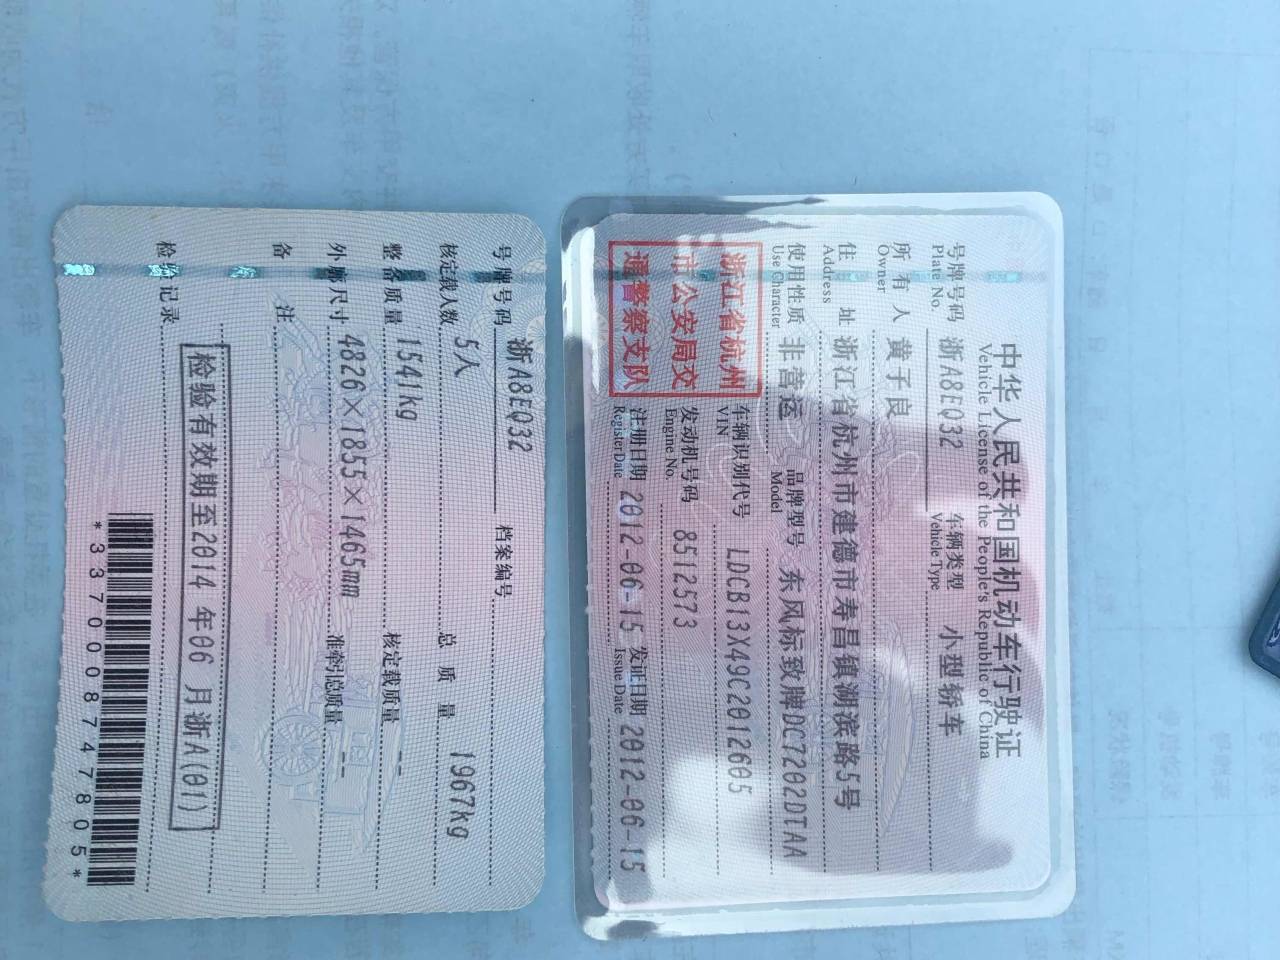 中华人民共和国机动车行驶证
Vehicle License of the People's Republic of China
号牌号码 浙A8EQ32 车辆类型 小型轿车
Plate No. Vehicle Type
所有人 黄子良
Owner
住址 浙江省杭州市建德市寿昌镇湖滨路5号
Address
使用性质 非营运 品牌型号 东风标致牌DC7202DTAA
Use Character Model
浙江省杭州
市公安局交
通警察支队
车辆识别代号 LDCB13X49C2012605
VIN
发动机号码 8512573
Engine No.
注册日期 2012-06-15 发证日期 2012-06-15
Register Date Issue Date
号牌号码 浙A8EQ32 档案编号
核定载人数 5人 总质量 1967kg
整备质量 1541kg 核定载质量 --
外廓尺寸 4826×1855×1465mm 准牵引总质量 --
备注
检验记录 检验有效期至2014年06月浙A(01)
*3370008747805*